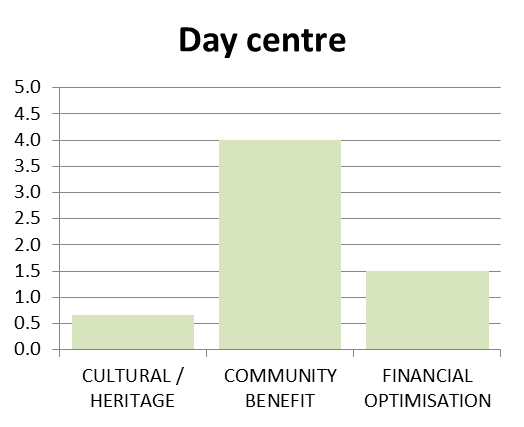 Day centre
5.0
4.5
4.0
3.5
3.0
2.5
2.0
1.5
1.0
0.5
0.0
CULTURAL /
HERITAGE
COMMUNITY
BENEFIT
FINANCIAL
OPTIMISATION